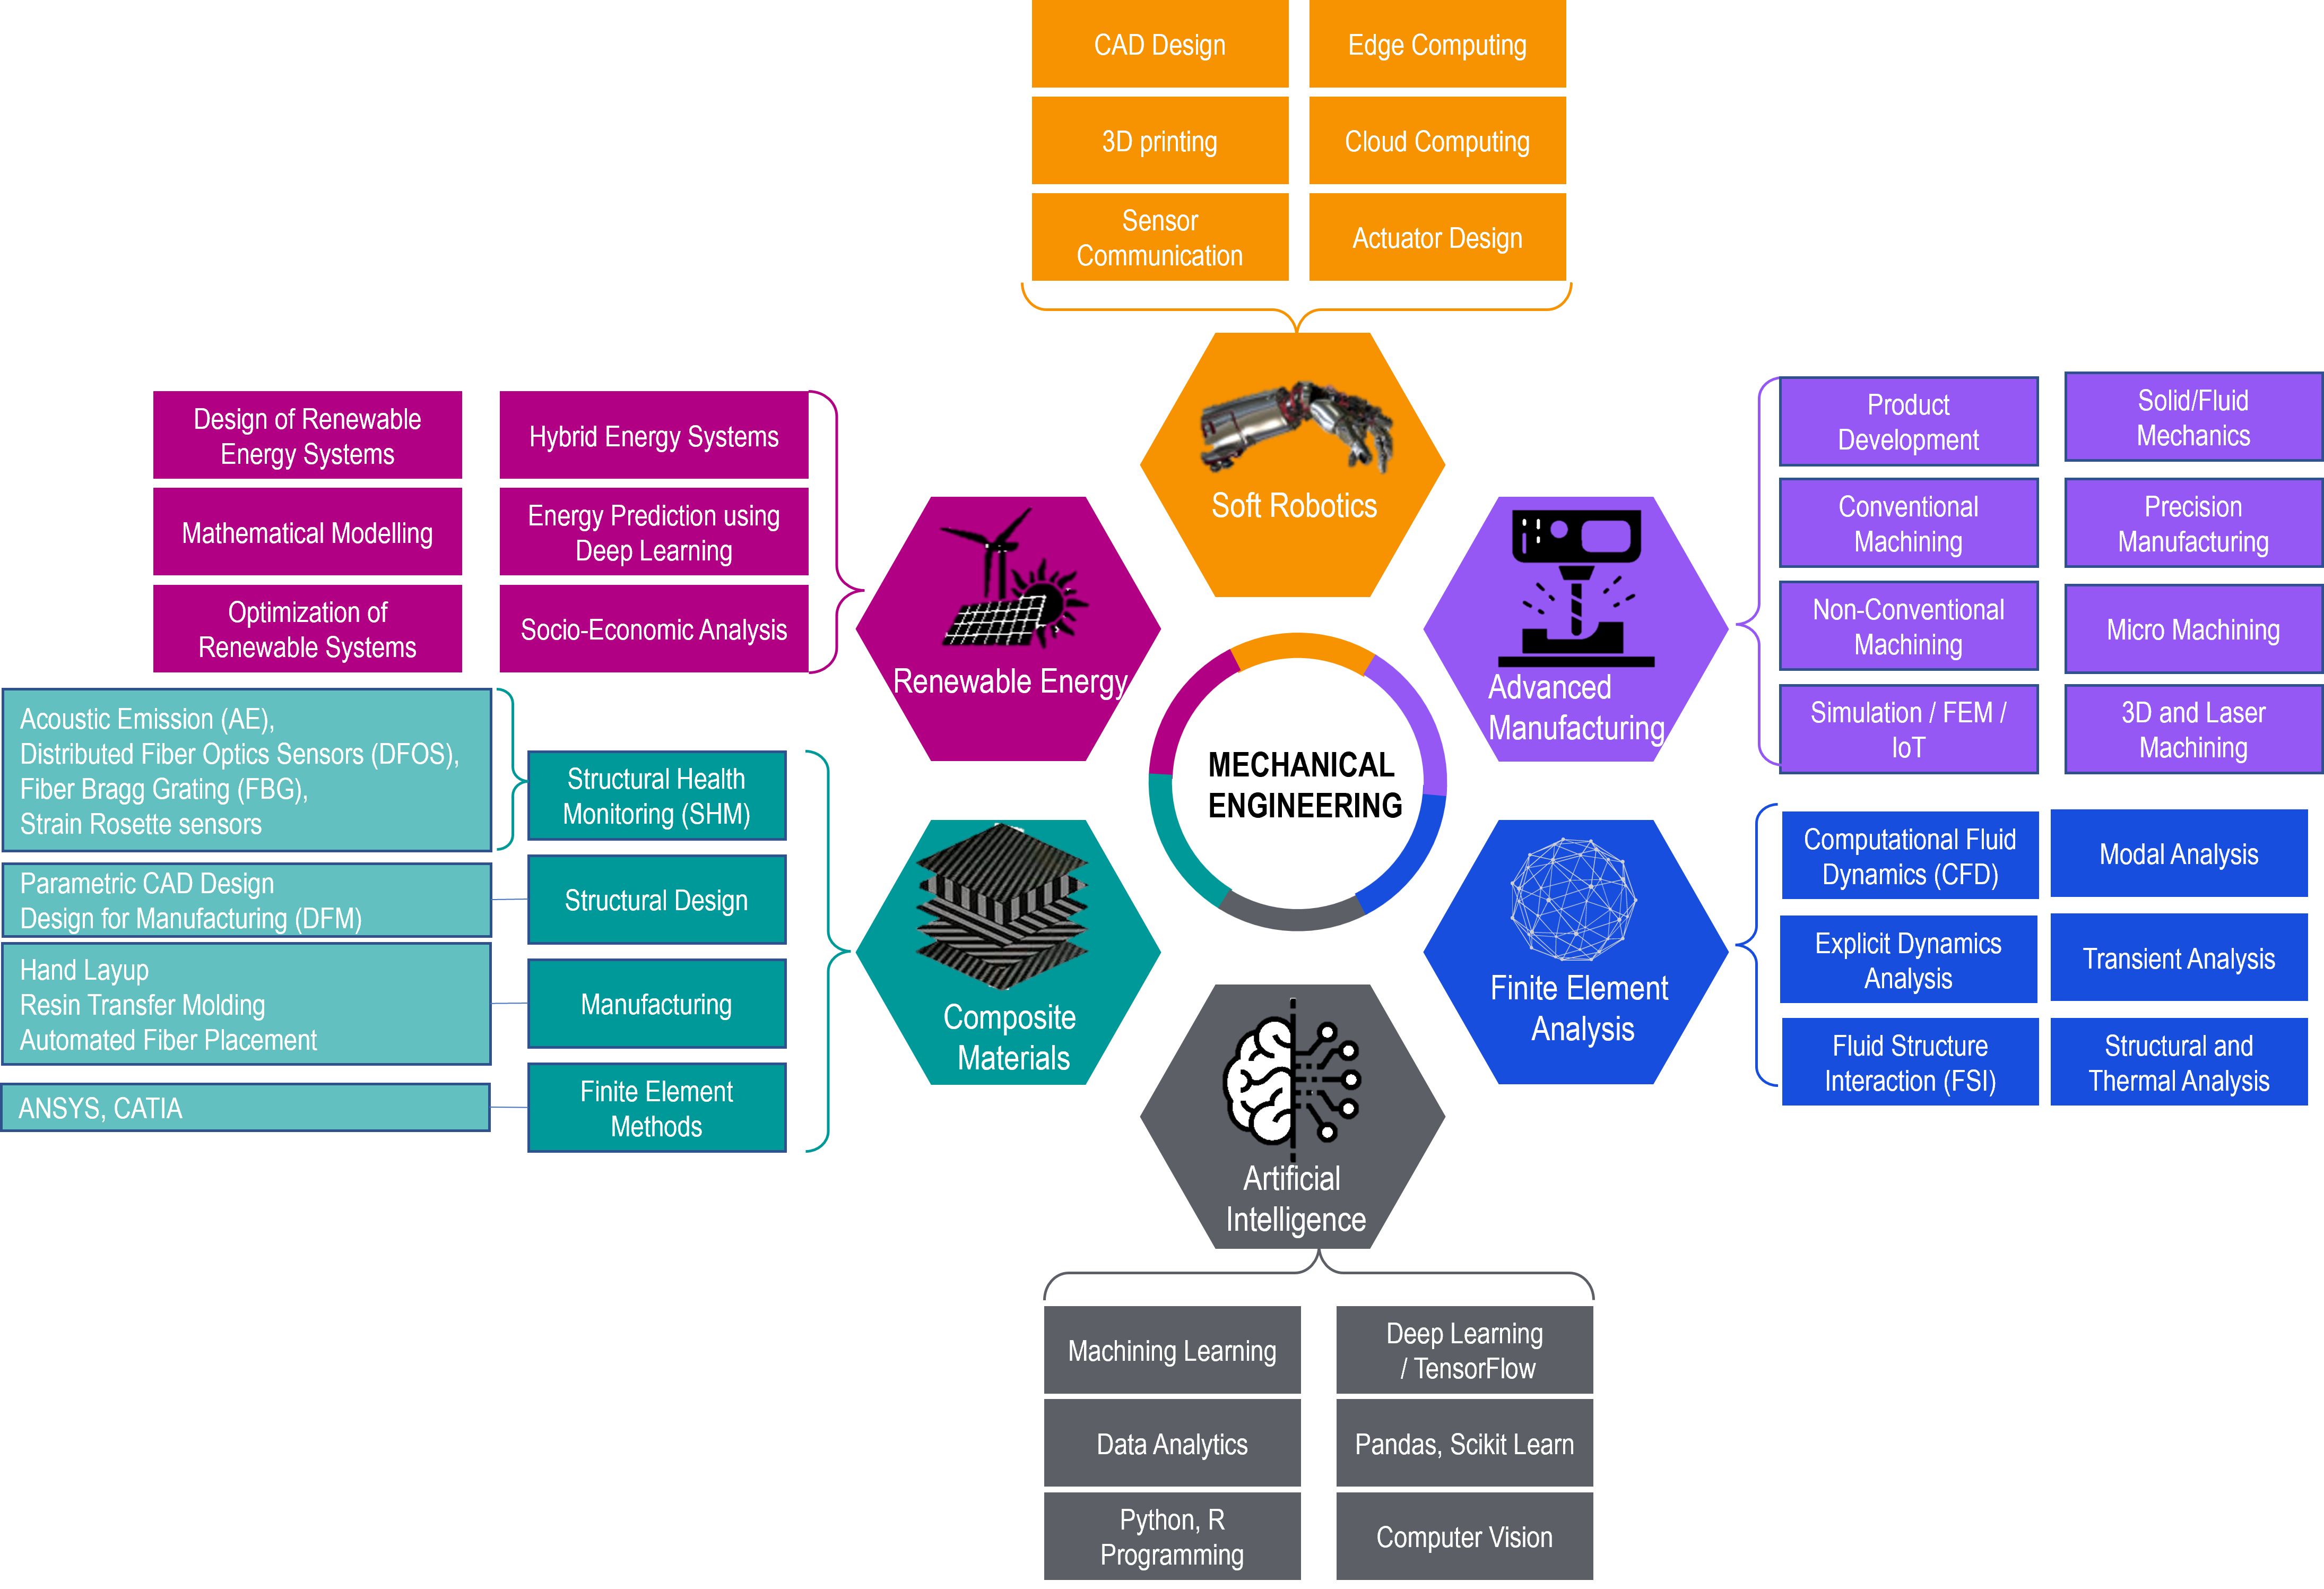 CAD Design
Edge Computing
3D printing
Cloud Computing
Sensor
Communication
Actuator Design
Soft Robotics
Design of Renewable
Energy Systems
Hybrid Energy Systems
Mathematical Modelling
Energy Prediction using
Deep Learning
Optimization of
Renewable Systems
Socio-Economic Analysis
Renewable Energy
Product
Development
Solid/Fluid
Mechanics
Conventional
Machining
Precision
Manufacturing
Non-Conventional
Machining
Micro Machining
Simulation / FEM /
IoT
3D and Laser
Machining
Advanced
Manufacturing
MECHANICAL
ENGINEERING
Acoustic Emission (AE),
Distributed Fiber Optics Sensors (DFOS),
Fiber Bragg Grating (FBG),
Strain Rosette sensors
Structural Health
Monitoring (SHM)
Parametric CAD Design
Design for Manufacturing (DFM)
Structural Design
Hand Layup
Resin Transfer Molding
Automated Fiber Placement
Manufacturing
ANSYS, CATIA
Finite Element
Methods
Composite
Materials
Computational Fluid
Dynamics (CFD)
Modal Analysis
Explicit Dynamics
Analysis
Transient Analysis
Fluid Structure
Interaction (FSI)
Structural and
Thermal Analysis
Finite Element
Analysis
Artificial
Intelligence
Machining Learning
Deep Learning
/ TensorFlow
Data Analytics
Pandas, Scikit Learn
Python, R
Programming
Computer Vision